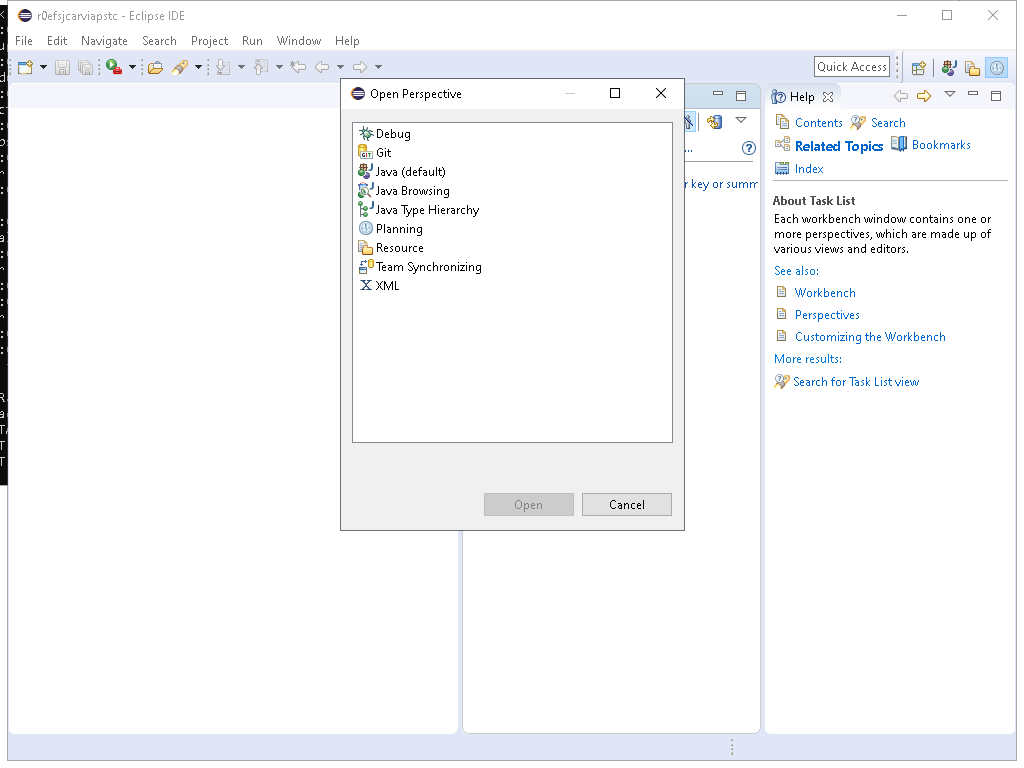 r0efsjcarviapstc - Eclipse IDE
File Edit Navigate Search Project Run Window Help
Quick Access
Open Perspective
Debug
Git
Java (default)
Java Browsing
Java Type Hierarchy
Planning
Resource
Team Synchronizing
XML
Open Cancel
...
r key or summ
Help
Contents Search
Related Topics Bookmarks
Index
About Task List
Each workbench window contains one or
more perspectives, which are made up of
various views and editors.
See also:
Workbench
Perspectives
Customizing the Workbench
More results:
Search for Task List view